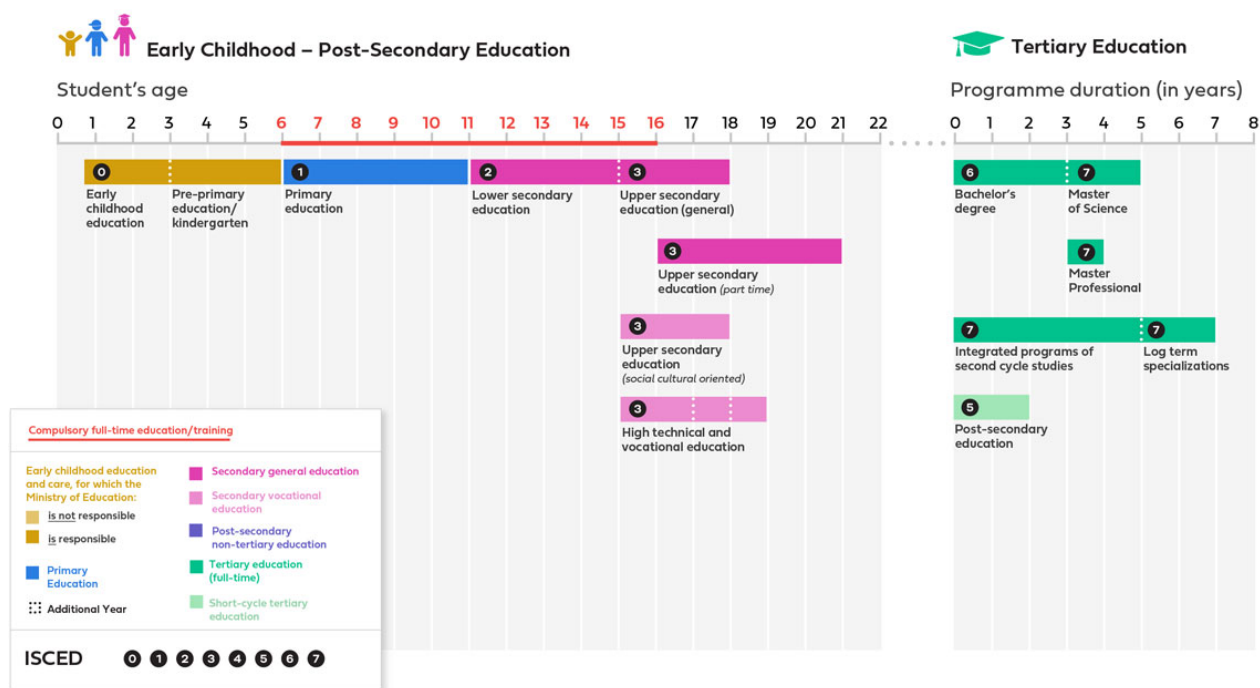 Early Childhood – Post-Secondary Education
Student's age
0 1 2 3 4 5 6 7 8 9 10 11 12 13 14 15 16 17 18 19 20 21 22
0
Early
childhood
education
Pre-primary
education/
kindergarten
1
Primary
education
2
Lower secondary
education
3
Upper secondary
education (general)
3
Upper secondary
education (part time)
3
Upper secondary
education
(social cultural oriented)
3
High technical and
vocational education
Tertiary Education
Programme duration (in years)
0 1 2 3 4 5 6 7 8
6
Bachelor's
degree
7
Master
of Science
7
Master
Professional
7
Integrated programs of
second cycle studies
7
Log term
specializations
5
Post-secondary
education
Compulsory full-time education/training
Early childhood education
and care, for which the
Ministry of Education:
is not responsible
is responsible
Primary
Education
Additional Year
Secondary general education
Secondary vocational
education
Post-secondary
non-tertiary education
Tertiary education
(full-time)
Short-cycle tertiary
education
ISCED 0 1 2 3 4 5 6 7